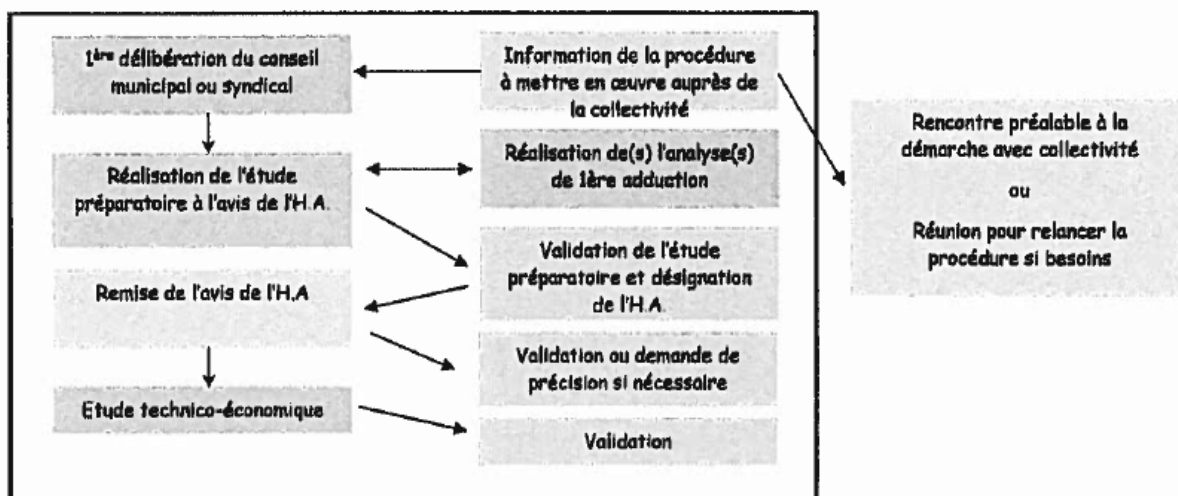 1ère délibération du conseil
municipal ou syndical
Information de la procédure
à mettre en œuvre auprès de
la collectivité
Rencontre préalable à la
démarche avec collectivité
ou
Réunion pour relancer la
procédure si besoins
Réalisation de l'étude
préparatoire à l'avis de l'H.A.
Réalisation de(s) l'analyse(s)
de 1ère adduation
Validation de l'étude
préparatoire et désignation
de l'H.A.
Remise de l'avis de l'H.A
Validation ou demande de
précision si nécessaire
Etude technico-économique
Validation